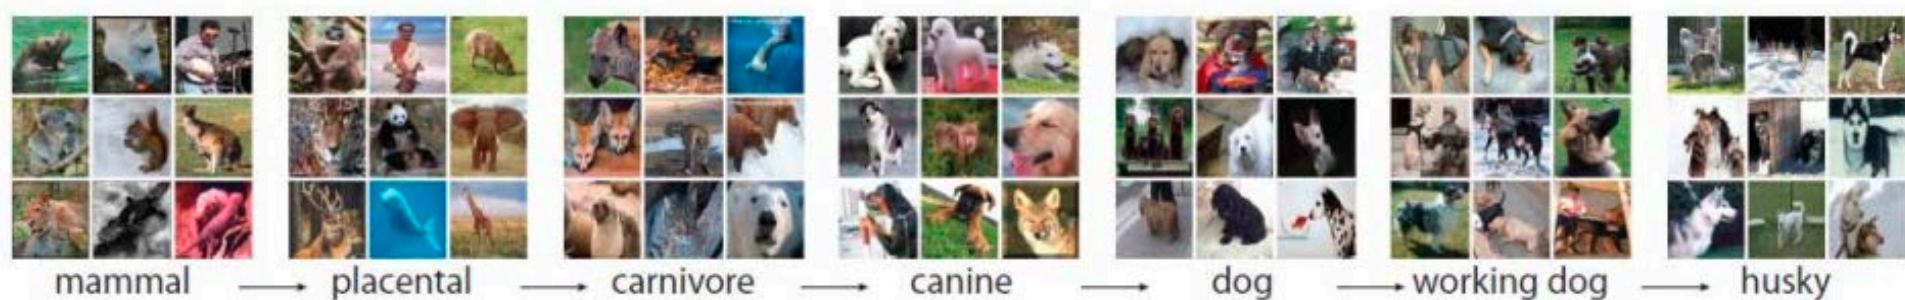 mammal → placental → carnivore → canine → dog → working dog → husky